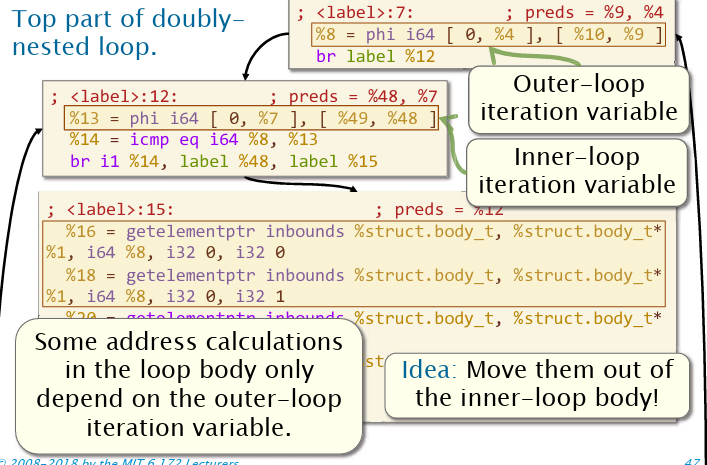 Top part of doubly-
nested loop.
; <label>:7: ; preds = %9, %4
%8 = phi i64 [ 0, %4 ], [ %10, %9 ]
br label %12
Outer-loop
iteration variable
; <label>:12: ; preds = %48, %7
%13 = phi i64 [ 0, %7 ], [ %49, %48 ]
%14 = icmp eq i64 %8, %13
br i1 %14, label %48, label %15
Inner-loop
iteration variable
; <label>:15: ; preds = %12
%16 = getelementptr inbounds %struct.body_t, %struct.body_t*
%1, i64 %8, i32 0, i32 0
%18 = getelementptr inbounds %struct.body_t, %struct.body_t*
%1, i64 %8, i32 0, i32 1
%20 = getelementptr inbounds %struct.body_t, %struct.body_t*
st
Some address calculations
in the loop body only
depend on the outer-loop
iteration variable.
Idea: Move them out of
the inner-loop body!
© 2008-2018 by the MIT 6.172 Lecturers
47